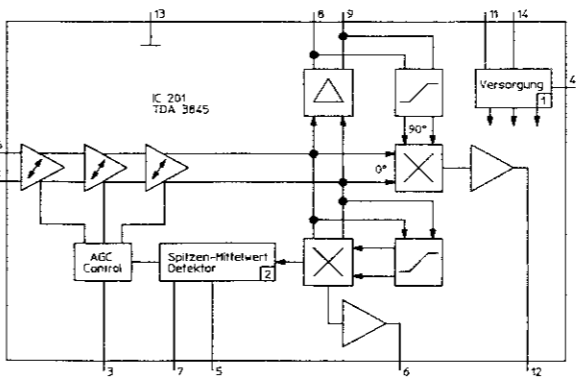 13
8
9
11
14
4
IC 201
TDA 3845
Versorgung
1
90°
0°
AGC
Control
Spitzen-Mittelwert
Detektor
2
3
7
5
6
12